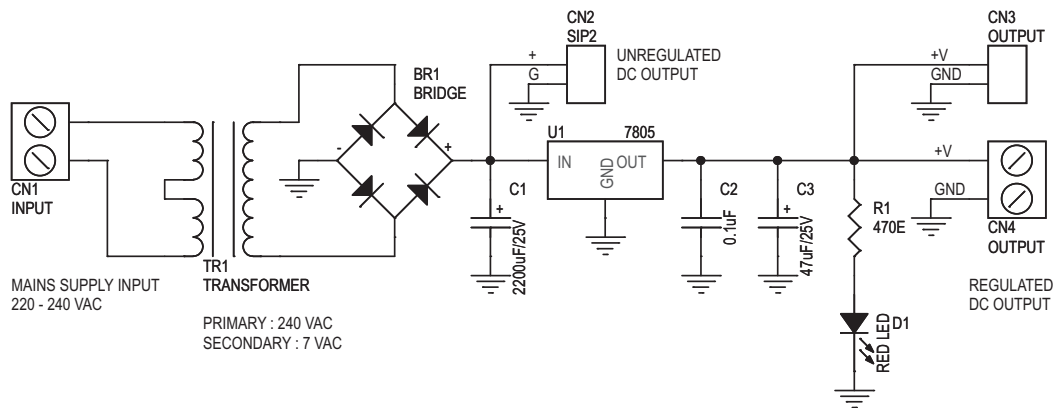 CN2
SIP2
+
G
UNREGULATED
DC OUTPUT
CN3
OUTPUT
+V
GND
BR1
BRIDGE
-
+
U1
7805
IN
GND
OUT
+V
GND
CN4
OUTPUT
CN1
INPUT
C1
+
2200uF/25V
C2
0.1uF
C3
+
47uF/25V
R1
470E
TR1
TRANSFORMER
MAINS SUPPLY INPUT
220 - 240 VAC
PRIMARY : 240 VAC
SECONDARY : 7 VAC
REGULATED
DC OUTPUT
D1
RED LED